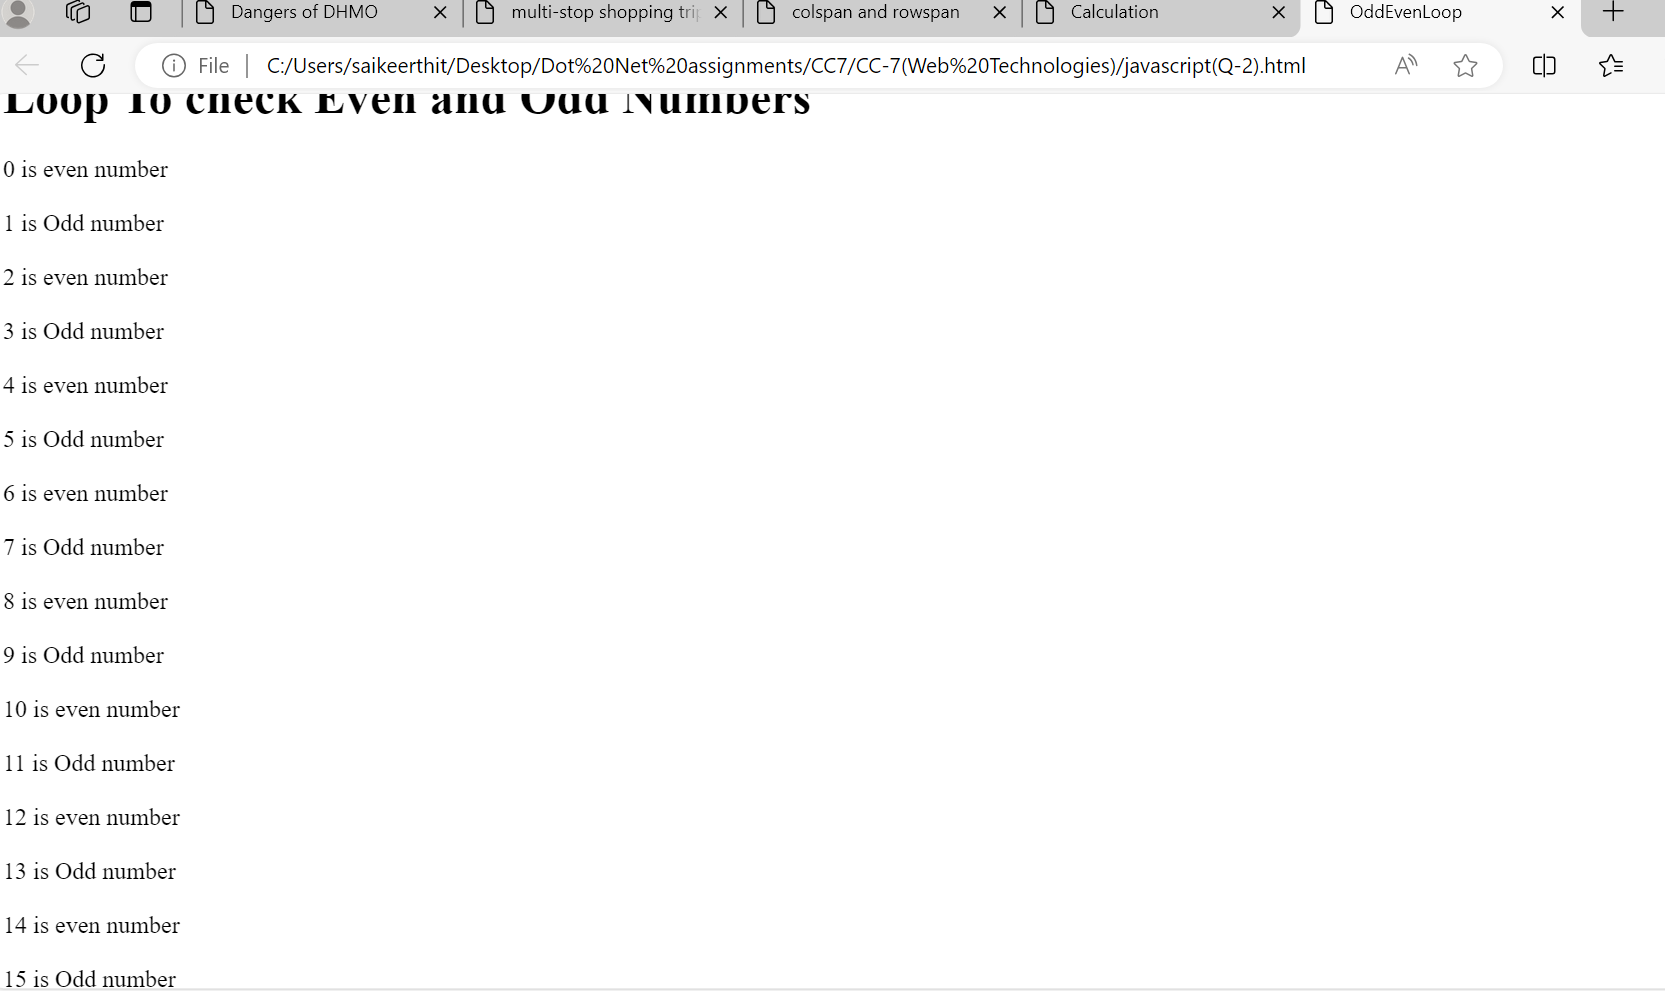 Dangers of DHMO multi-stop shopping trip colspan and rowspan Calculation OddEvenLoop
File C:/Users/saikeerthit/Desktop/Dot%20Net%20assignments/CC7/CC-7(Web%20Technologies)/javascript(Q-2).html
Loop To check Even and Odd Numbers
0 is even number
1 is Odd number
2 is even number
3 is Odd number
4 is even number
5 is Odd number
6 is even number
7 is Odd number
8 is even number
9 is Odd number
10 is even number
11 is Odd number
12 is even number
13 is Odd number
14 is even number
15 is Odd number